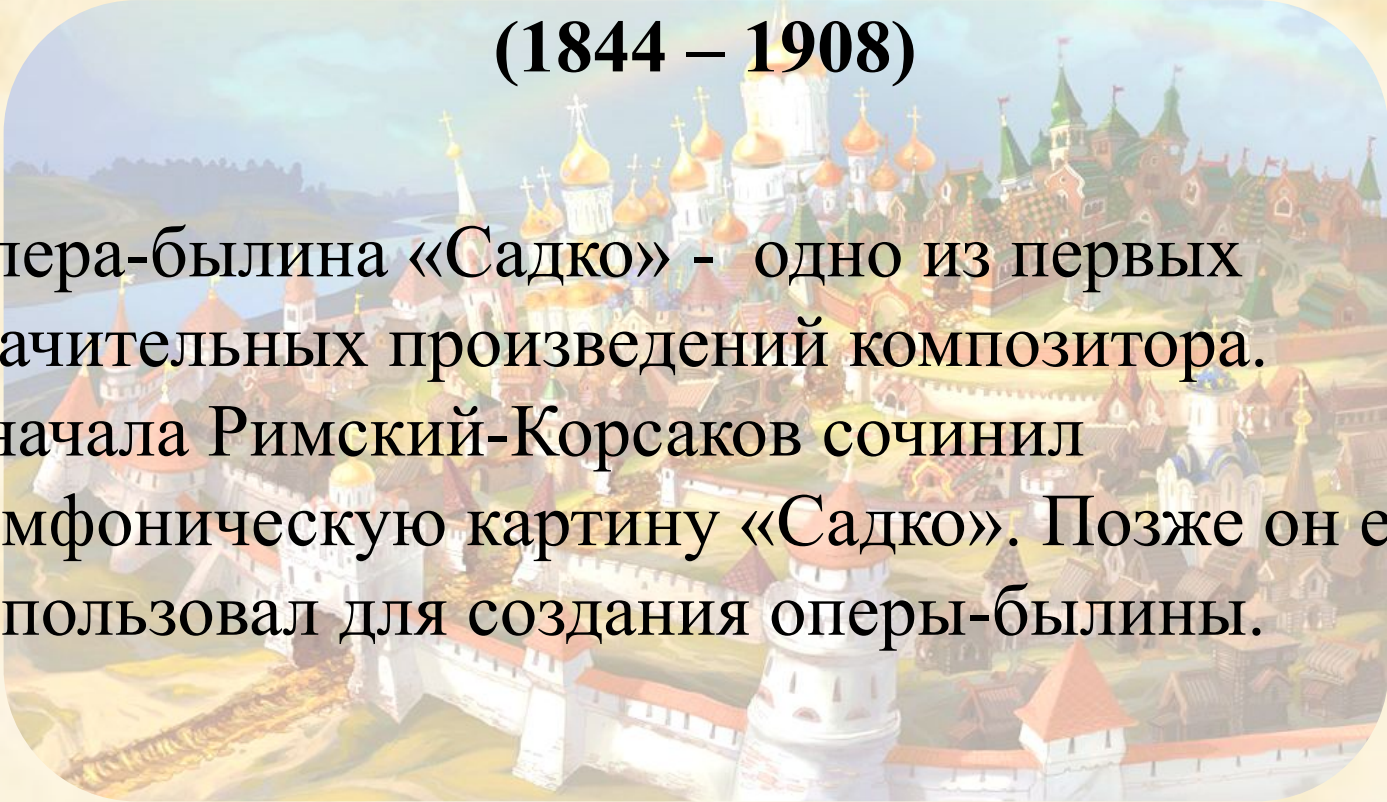 (1844 – 1908)
пера-былина «Садко» - одно из первых
ачительных произведений композитора.
начала Римский-Корсаков сочинил
мфоническую картину «Садко». Позже он е
пользовал для создания оперы-былины.